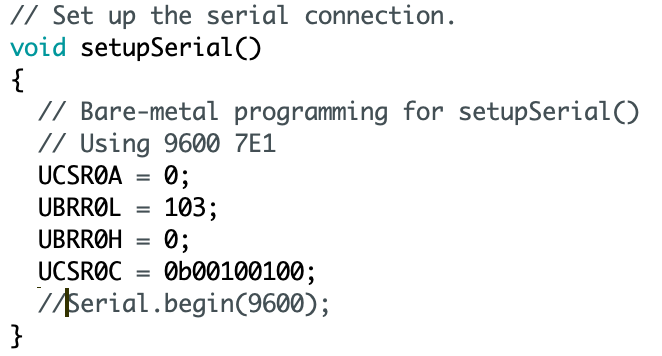 // Set up the serial connection.
void setupSerial()
{
  // Bare-metal programming for setupSerial()
  // Using 9600 7E1
  UCSR0A = 0;
  UBRR0L = 103;
  UBRR0H = 0;
  UCSR0C = 0b00100100;
  //Serial.begin(9600);
}